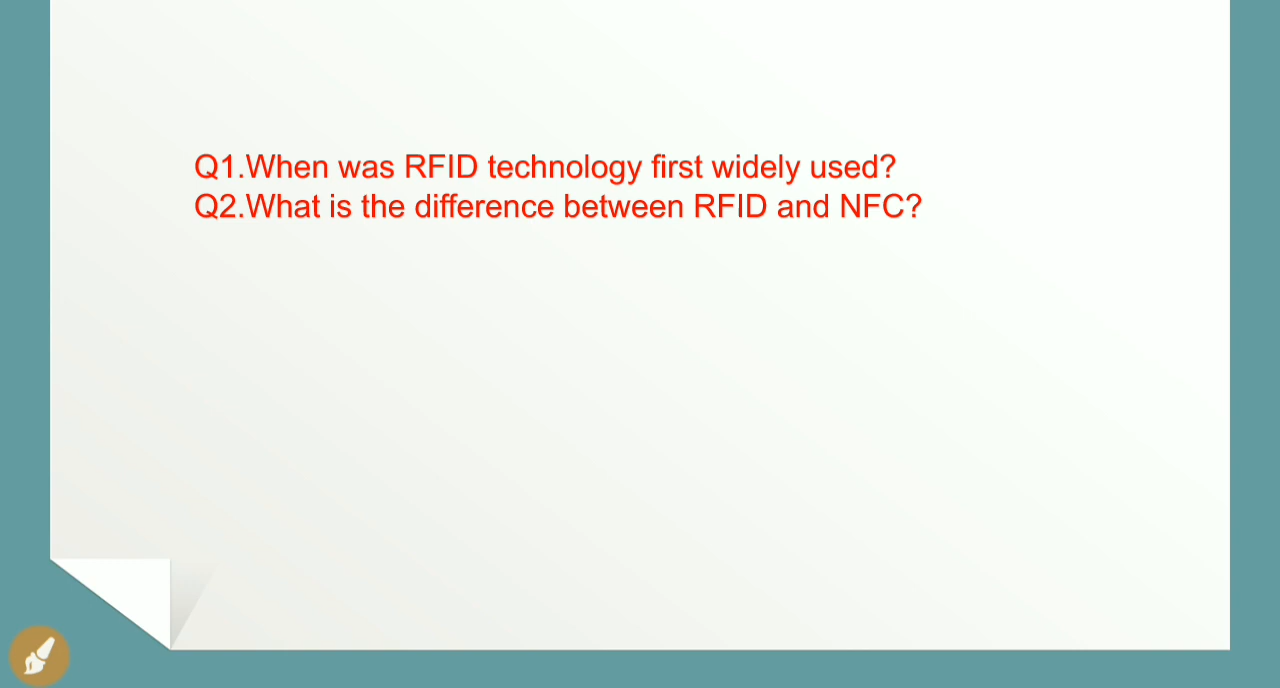 Q1.When was RFID technology first widely used?
Q2.What is the difference between RFID and NFC?